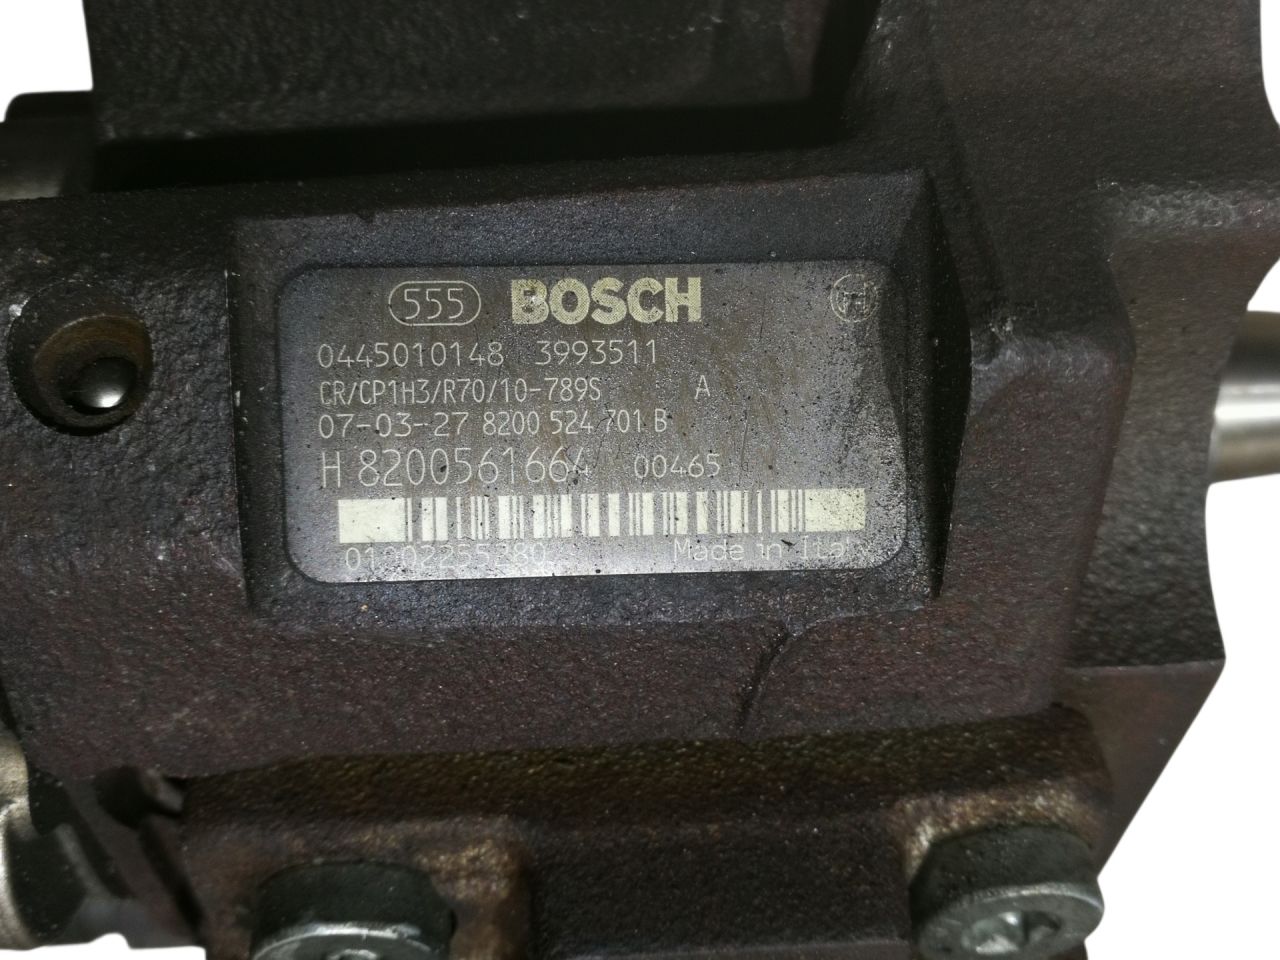 555 BOSCH
0445010148 3993511
CR/CP1H3/R70/10-789S A
07-03-27 8200 524 701 B
H 8200561664 00465
01002255280 Made in Italy